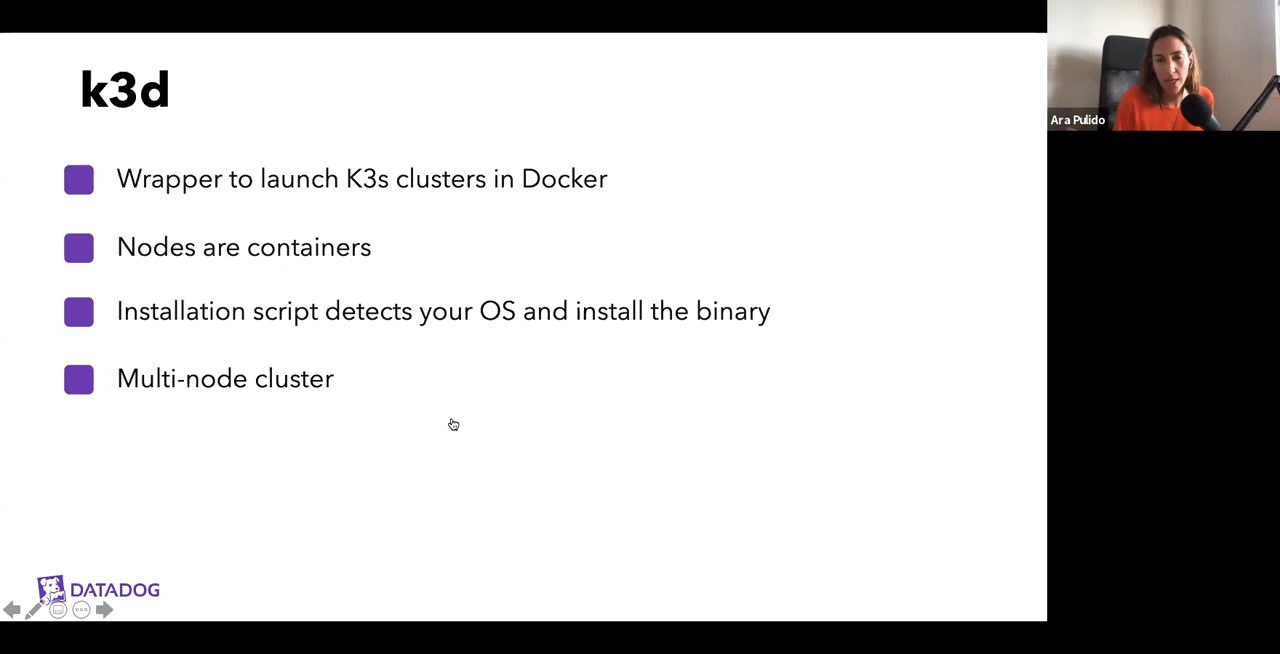 k3d
Wrapper to launch K3s clusters in Docker
Nodes are containers
Installation script detects your OS and install the binary
Multi-node cluster
DATADOG
Ara Pulido